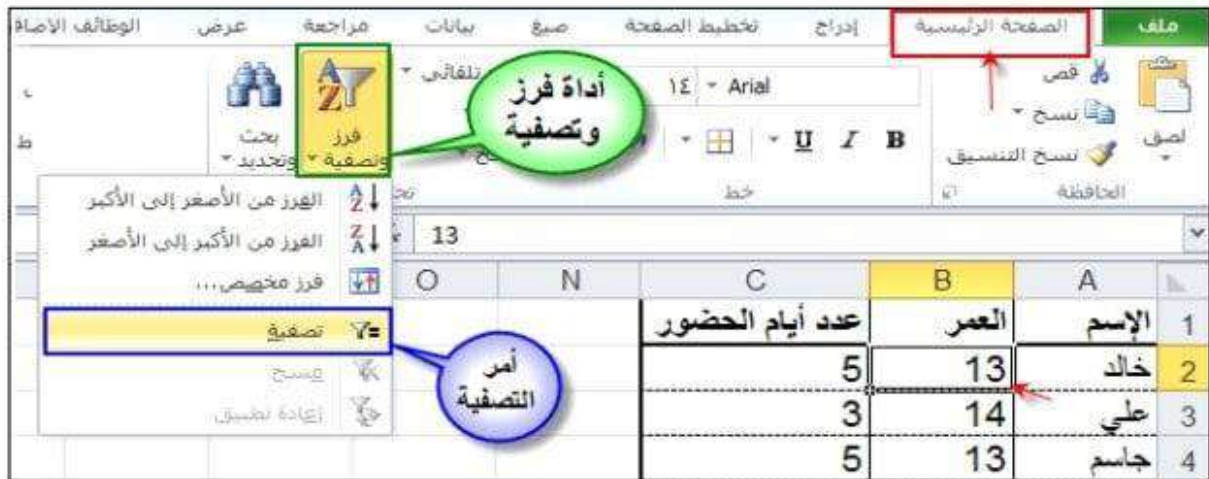 ملف الصفحة الرئيسية إدراج تخطيط الصفحة صيغ بيانات مراجعة عرض الوظائف الإضاف
قص
نسخ
نسخ التنسيق
لصق
الحافظة
Arial ١٤
B I U
خط
تلقائي
أداة فرز
وتصفية
فرز
وتصفية
بحث
وتحديد
الفرز من الأصغر إلى الأكبر
الفرز من الأكبر إلى الأصغر
فرز مخصص...
تصفية
مسح
إعادة تطبيق
أمر
التصفية
13
A B C N O
1 الإسم العمر عدد أيام الحضور
2 خالد 13 5
3 علي 14 3
4 جاسم 13 5